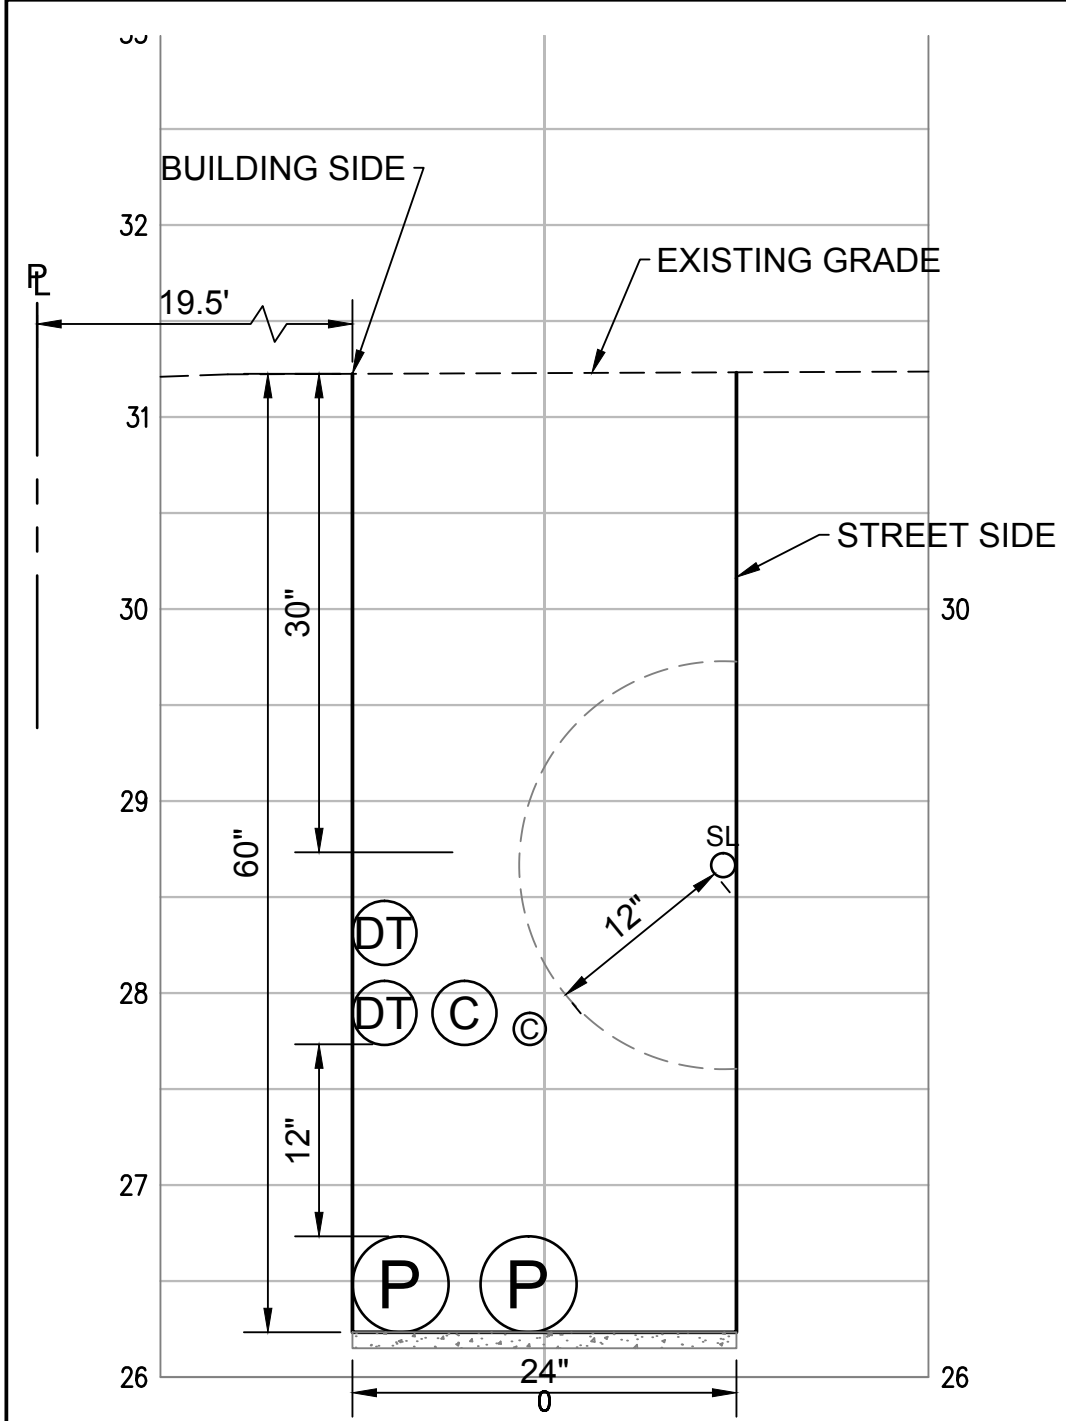 BUILDING SIDE
32
EXISTING GRADE
PL
19.5'
31
STREET SIDE
30"
30
30
29
60"
SL
12"
DT
28
DT C C
12"
27
P P
24"
26
26
0